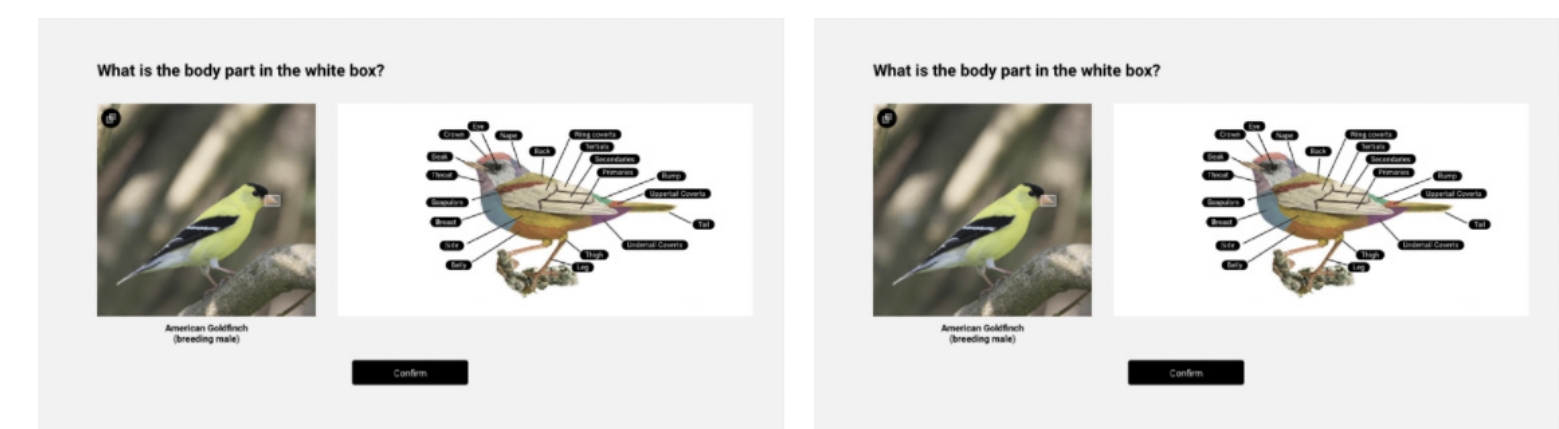 What is the body part in the white box?
Eye
Crown
Nape
Wing coverts
Tertials
Back
Beak
Secondaries
Throat
Primaries
Rump
Uppertail Coverts
Scapulars
Breast
Tail
Side
Undertail Coverts
Thigh
Belly
Leg
American Goldfinch
(breeding male)
Confirm
What is the body part in the white box?
Eye
Crown
Nape
Wing coverts
Tertials
Back
Beak
Secondaries
Throat
Primaries
Rump
Uppertail Coverts
Scapulars
Breast
Tail
Side
Undertail Coverts
Thigh
Belly
Leg
American Goldfinch
(breeding male)
Confirm